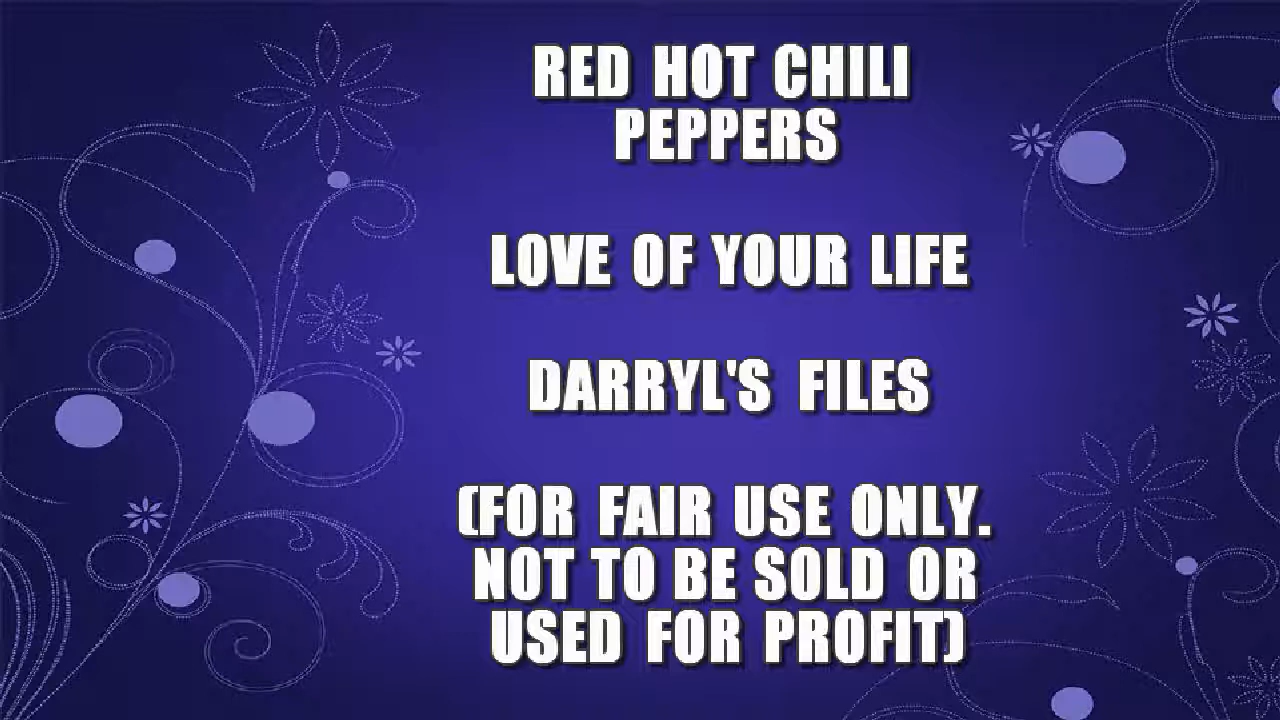 RED HOT CHILI
PEPPERS
LOVE OF YOUR LIFE
DARRYL'S FILES
(FOR FAIR USE ONLY.
NOT TO BE SOLD OR
USED FOR PROFIT)